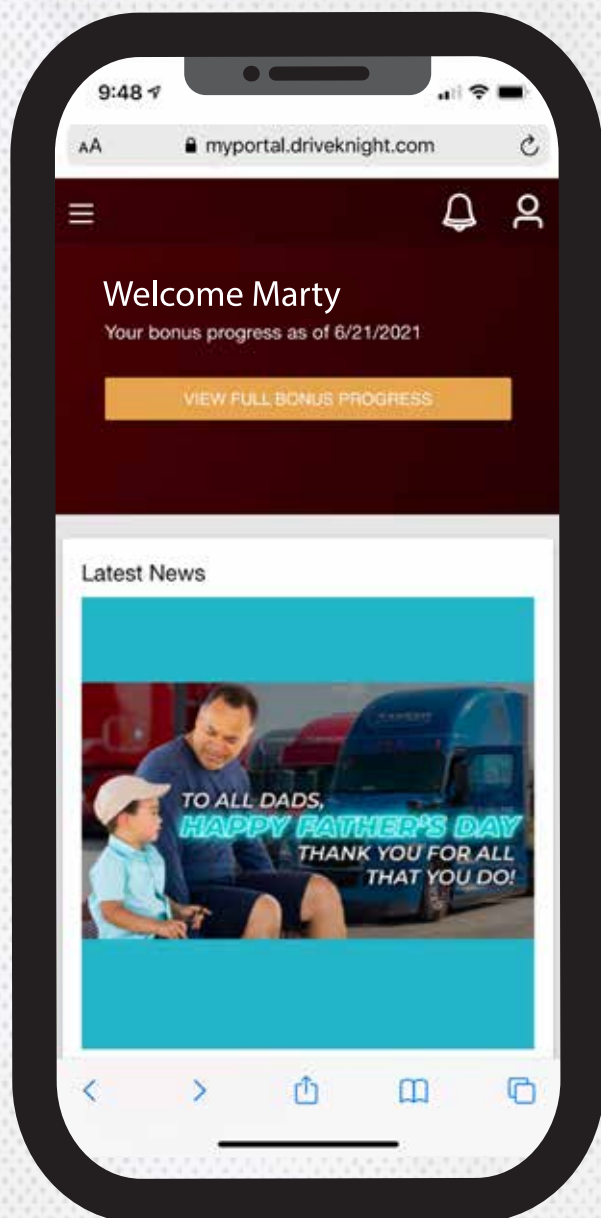 9:48
AA myportal.driveknight.com
Welcome Marty
Your bonus progress as of 6/21/2021
VIEW FULL BONUS PROGRESS
Latest News
TO ALL DADS,
HAPPY FATHER'S DAY
THANK YOU FOR ALL
THAT YOU DO!